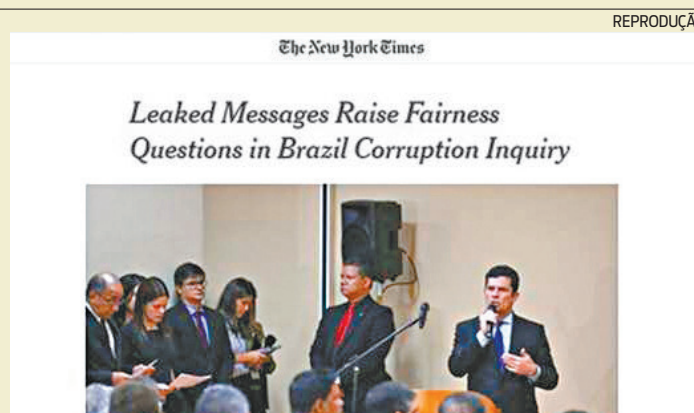 REPRODUÇÃ
The New York Times
Leaked Messages Raise Fairness
Questions in Brazil Corruption Inquiry